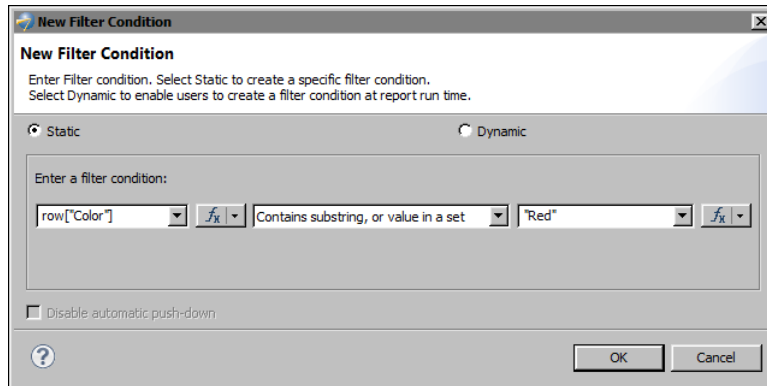 New Filter Condition
New Filter Condition
Enter Filter condition. Select Static to create a specific filter condition.
Select Dynamic to enable users to create a filter condition at report run time.
Static Dynamic
Enter a filter condition:
row["Color"] fx Contains substring, or value in a set "Red" fx
Disable automatic push-down
? OK Cancel